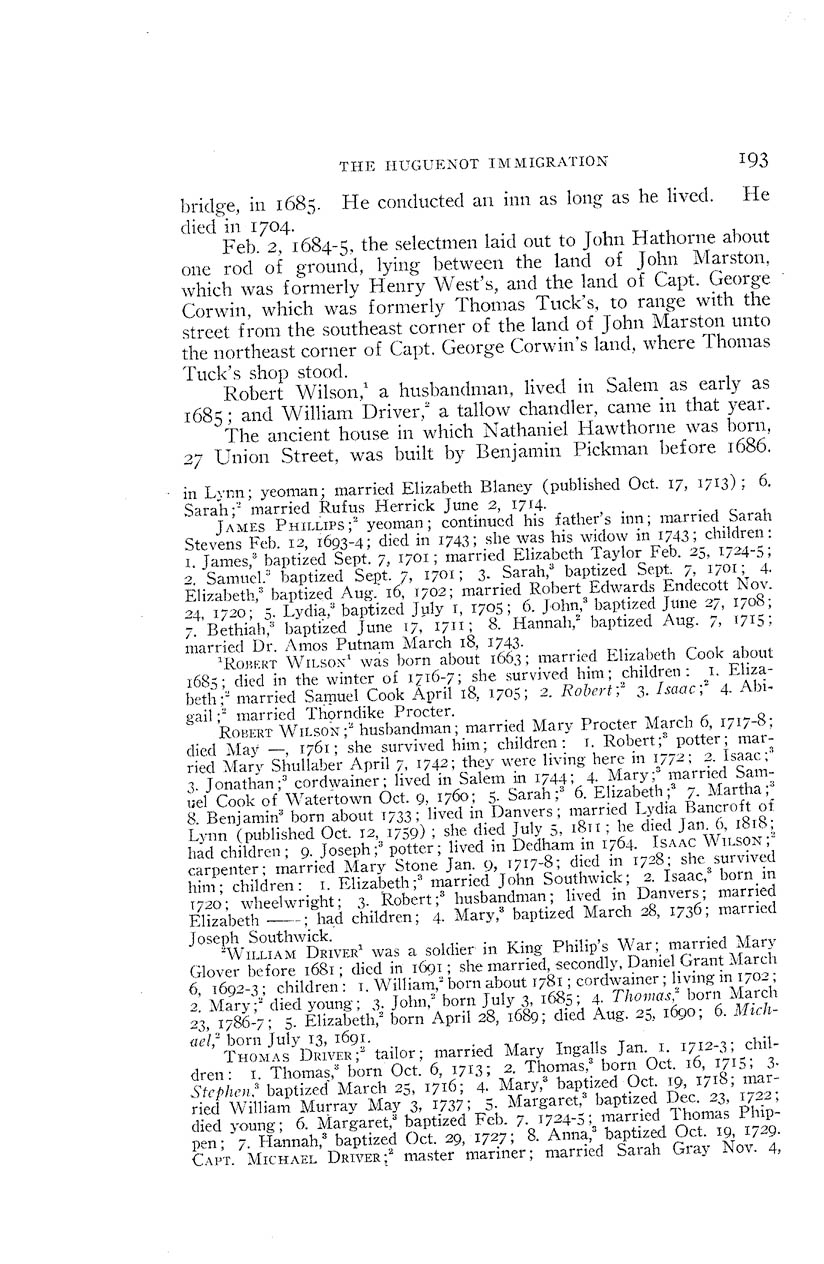 THE HUGUENOT IMMIGRATION 193
bridge, in 1685. He conducted an inn as long as he lived. He
died in 1704.
Feb. 2, 1684-5, the selectmen laid out to John Hathorne about
one rod of ground, lying between the land of John Marston,
which was formerly Henry West's, and the land of Capt. George
Corwin, which was formerly Thomas Tuck's, to range with the
street from the southeast corner of the land of John Marston unto
the northeast corner of Capt. George Corwin's land, where Thomas
Tuck's shop stood.
Robert Wilson,¹ a husbandman, lived in Salem as early as
1685; and William Driver,² a tallow chandler, came in that year.
The ancient house in which Nathaniel Hawthorne was born,
27 Union Street, was built by Benjamin Pickman before 1686.
in Lynn; yeoman; married Elizabeth Blaney (published Oct. 17, 1713); 6.
Sarah;² married Rufus Herrick June 2, 1714.
JAMES PHILLIPS;² yeoman; continued his father's inn; married Sarah
Stevens Feb. 12, 1693-4; died in 1743; she was his widow in 1743; children:
1. James,³ baptized Sept. 7, 1701; married Elizabeth Taylor Feb. 25, 1724-5;
2. Samuel.³ baptized Sept. 7, 1701; 3. Sarah,³ baptized Sept. 7, 1701; 4.
Elizabeth,³ baptized Aug. 16, 1702; married Robert Edwards Endecott Nov.
24, 1720; 5. Lydia,³ baptized July 1, 1705; 6. John,³ baptized June 27, 1708;
7. Bethiah,³ baptized June 17, 1711; 8. Hannah,² baptized Aug. 7, 1715;
married Dr. Amos Putnam March 18, 1743.
¹ROBERT WILSON¹ was born about 1663; married Elizabeth Cook about
1685; died in the winter of 1716-7; she survived him; children: 1. Eliza-
beth;² married Samuel Cook April 18, 1705; 2. Robert;² 3. Isaac;² 4. Abi-
gail;² married Thorndike Procter.
ROBERT WILSON;² husbandman; married Mary Procter March 6, 1717-8;
died May —, 1761; she survived him; children: 1. Robert;³ potter; mar-
ried Mary Shullaber April 7, 1742; they were living here in 1772; 2. Isaac;³
3. Jonathan;³ cordwainer; lived in Salem in 1744; 4. Mary;³ married Sam-
uel Cook of Watertown Oct. 9, 1760; 5. Sarah;³ 6. Elizabeth;³ 7. Martha;³
8. Benjamin³ born about 1733; lived in Danvers; married Lydia Bancroft of
Lynn (published Oct. 12, 1759); she died July 5, 1811; he died Jan. 6, 1818;
had children; 9. Joseph;³ potter; lived in Dedham in 1764. ISAAC WILSON;²
carpenter; married Mary Stone Jan. 9, 1717-8; died in 1728; she survived
him; children: 1. Elizabeth;³ married John Southwick; 2. Isaac,³ born in
1720; wheelwright; 3. Robert;³ husbandman; lived in Danvers; married
Elizabeth ——; had children; 4. Mary,³ baptized March 28, 1736; married
Joseph Southwick.
²WILLIAM DRIVER¹ was a soldier in King Philip's War; married Mary
Glover before 1681; died in 1691; she married, secondly, Daniel Grant March
6, 1692-3; children: 1. William,² born about 1781; cordwainer; living in 1702;
2. Mary;² died young; 3. John,² born July 3, 1685; 4. Thomas,² born March
23, 1786-7; 5. Elizabeth,² born April 28, 1689; died Aug. 25, 1690; 6. Mich-
ael,² born July 13, 1691.
THOMAS DRIVER;² tailor; married Mary Ingalls Jan. 1. 1712-3; chil-
dren: 1. Thomas,³ born Oct. 6, 1713; 2. Thomas,³ born Oct. 16, 1715; 3.
Stephen,³ baptized March 25, 1716; 4. Mary,³ baptized Oct. 19, 1718; mar-
ried William Murray May 3, 1737; 5. Margaret,³ baptized Dec. 23, 1722;
died young; 6. Margaret,³ baptized Feb. 7. 1724-5; married Thomas Phip-
pen; 7. Hannah,³ baptized Oct. 29, 1727; 8. Anna,³ baptized Oct. 19, 1729.
CAPT. MICHAEL DRIVER;² master mariner; married Sarah Gray Nov. 4,